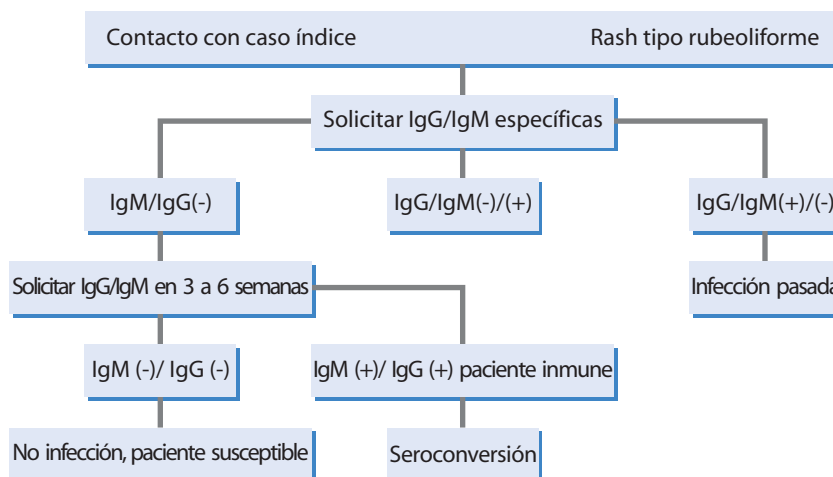 Contacto con caso índice
Rash tipo rubeoliforme
Solicitar IgG/IgM específicas
IgM/IgG(-)
IgG/IgM(-)/(+)
IgG/IgM(+)/(-)
Solicitar IgG/IgM en 3 a 6 semanas
Infección pasada
IgM (-)/ IgG (-)
IgM (+)/ IgG (+) paciente inmune
No infección, paciente susceptible
Seroconversión